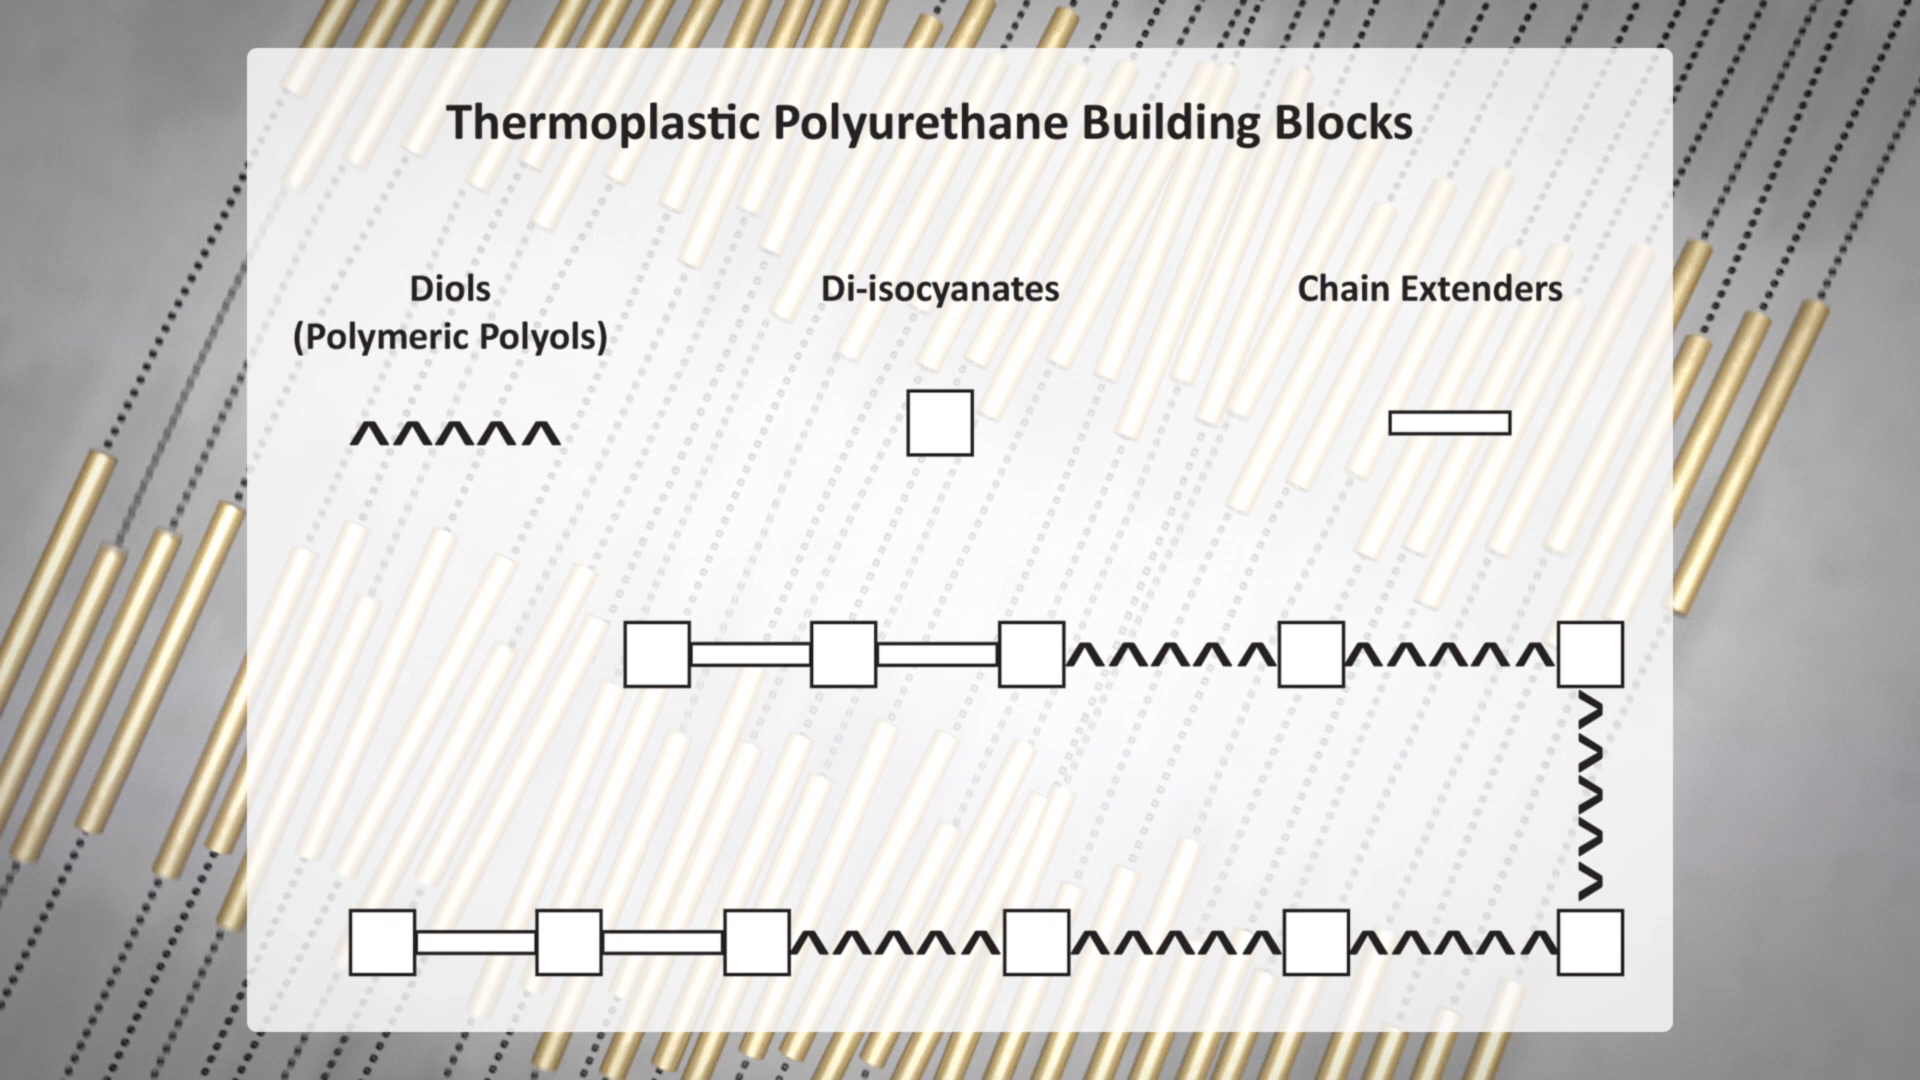 Thermoplastic Polyurethane Building Blocks
Diols
(Polymeric Polyols)
Di-isocyanates
Chain Extenders